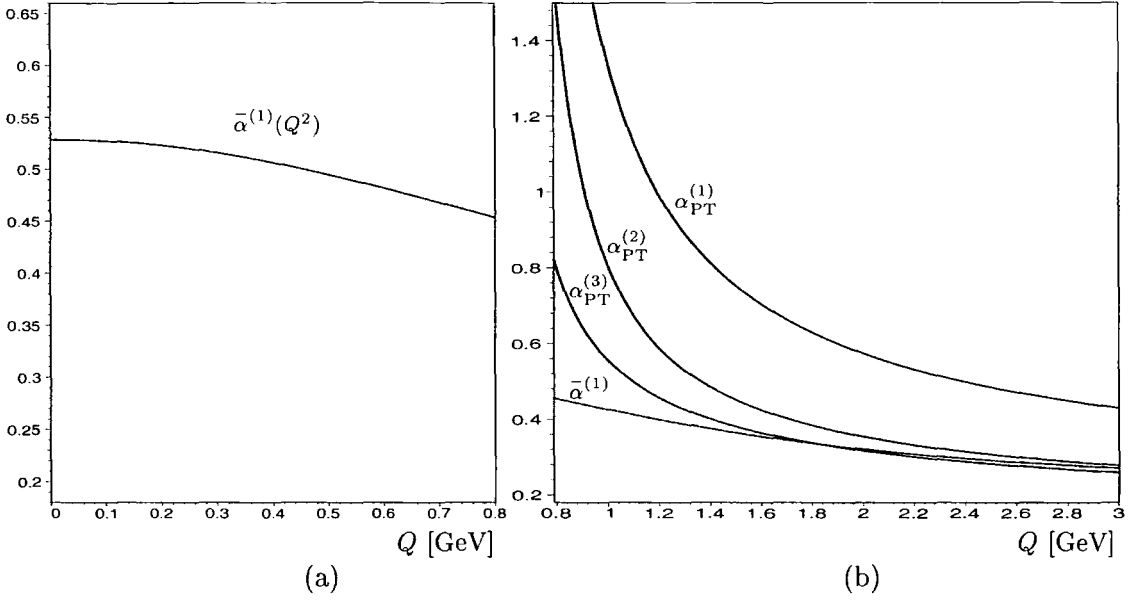 0.65
0.6
0.55
0.5
0.45
0.4
0.35
0.3
0.25
0.2
ᾱ^(1)(Q²)
0 0.1 0.2 0.3 0.4 0.5 0.6 0.7 0.8
Q [GeV]
(a)
1.4
1.2
1
0.8
0.6
0.4
0.2
α_PT^(1)
α_PT^(2)
α_PT^(3)
ᾱ^(1)
0.8 1 1.2 1.4 1.6 1.8 2 2.2 2.4 2.6 2.8 3
Q [GeV]
(b)